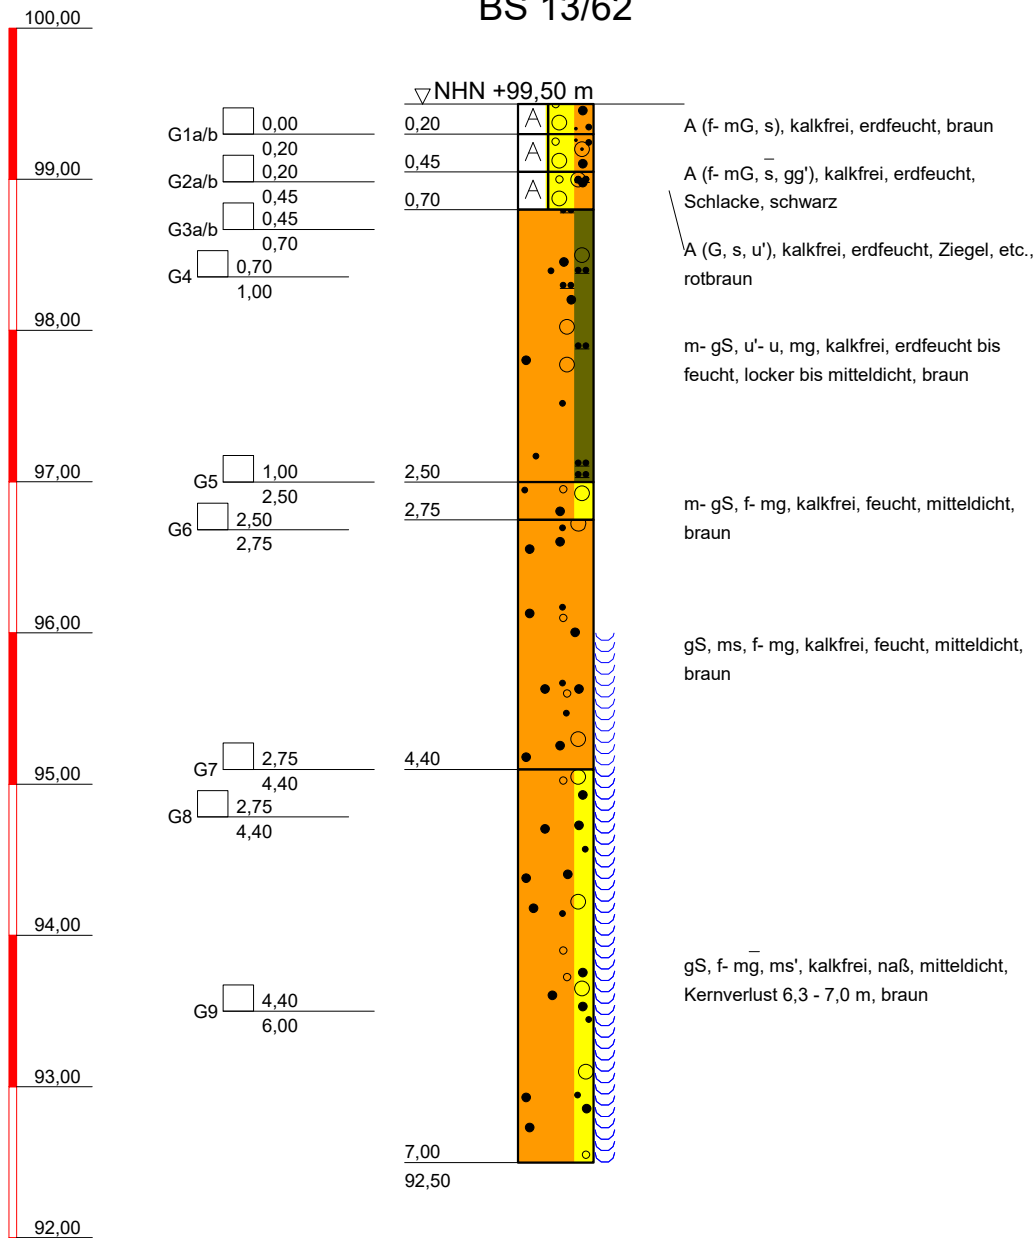 BS 13/62
100,00
NHN +99,50 m
G1a/b 0,00
0,20
0,20
A
A (f- mG, s), kalkfrei, erdfeucht, braun
99,00
G2a/b 0,20
0,45
0,45
A
A (f- mG, s̅, gg'), kalkfrei, erdfeucht,
Schlacke, schwarz
G3a/b 0,45
0,70
0,70
A
A (G, s, u'), kalkfrei, erdfeucht, Ziegel, etc.,
rotbraun
G4 0,70
1,00
98,00
m- gS, u'- u, mg, kalkfrei, erdfeucht bis
feucht, locker bis mitteldicht, braun
97,00
G5 1,00
2,50
2,50
G6 2,50
2,75
2,75
m- gS, f- mg, kalkfrei, feucht, mitteldicht,
braun
96,00
gS, ms, f- mg, kalkfrei, feucht, mitteldicht,
braun
95,00
G7 2,75
4,40
4,40
G8 2,75
4,40
94,00
gS, f- mg̅, ms', kalkfrei, naß, mitteldicht,
Kernverlust 6,3 - 7,0 m, braun
G9 4,40
6,00
93,00
7,00
92,50
92,00